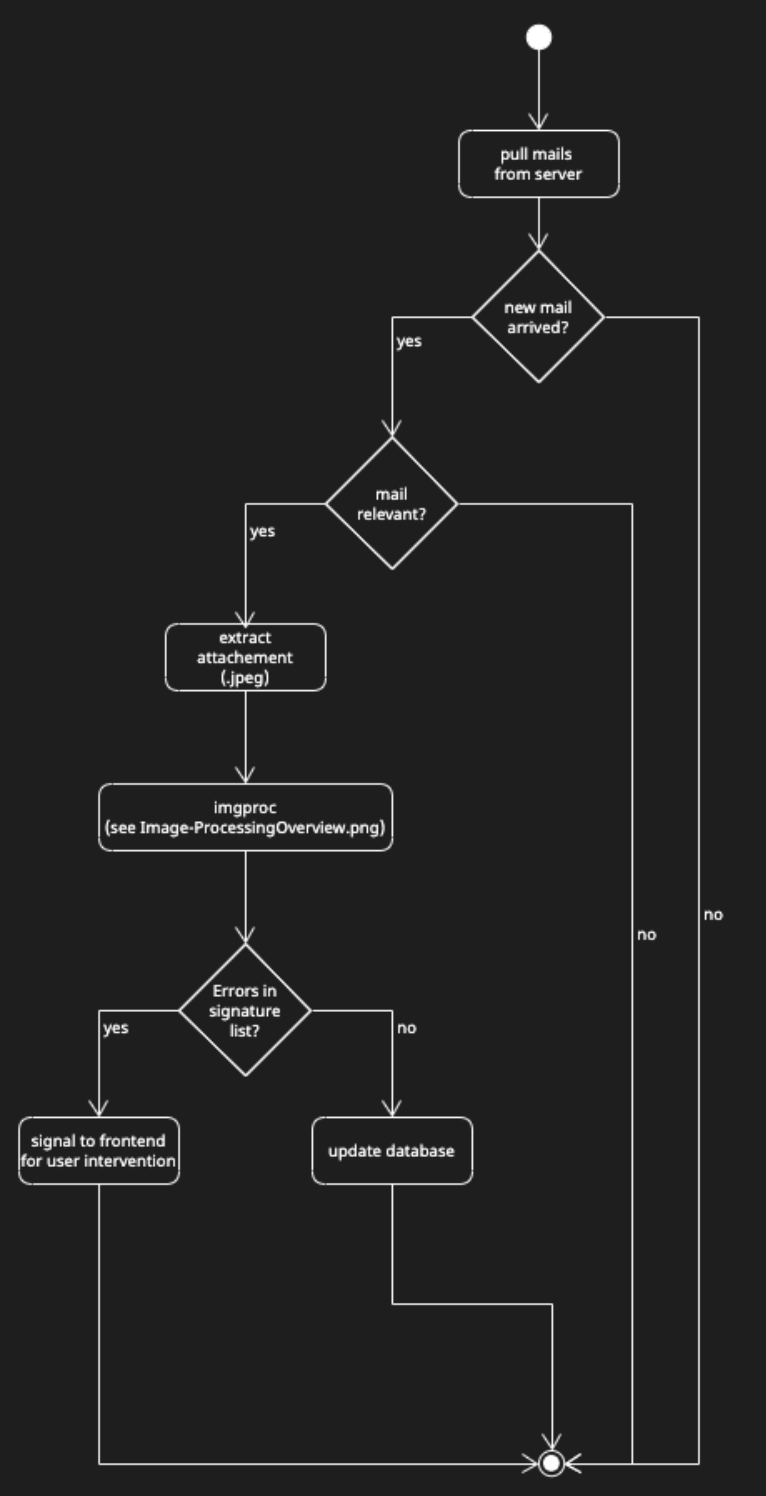 pull mails
from server
new mail
arrived?
yes
mail
relevant?
yes
extract
attachement
(.jpeg)
imgproc
(see Image-ProcessingOverview.png)
no
no
Errors in
signature
list?
yes
no
signal to frontend
for user intervention
update database